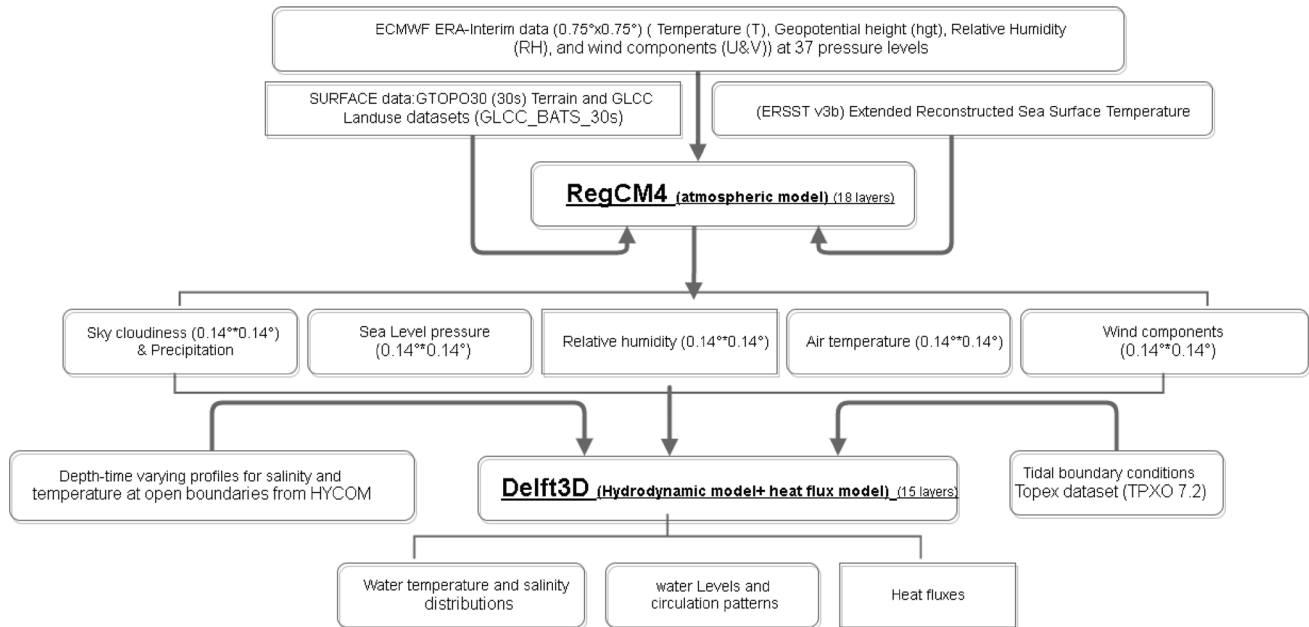 ECMWF ERA-Interim data (0.75°x0.75°) ( Temperature (T), Geopotential height (hgt), Relative Humidity
(RH), and wind components (U&V)) at 37 pressure levels
SURFACE data:GTOPO30 (30s) Terrain and GLCC
Landuse datasets (GLCC_BATS_30s)
(ERSST v3b) Extended Reconstructed Sea Surface Temperature
RegCM4 (atmospheric model) (18 layers)
Sky cloudiness (0.14°*0.14°)
& Precipitation
Sea Level pressure
(0.14°*0.14°)
Relative humidity (0.14°*0.14°)
Air temperature (0.14°*0.14°)
Wind components
(0.14°*0.14°)
Depth-time varying profiles for salinity and
temperature at open boundaries from HYCOM
Delft3D (Hydrodynamic model+ heat flux model) (15 layers)
Tidal boundary conditions
Topex dataset (TPXO 7.2)
Water temperature and salinity
distributions
water Levels and
circulation patterns
Heat fluxes